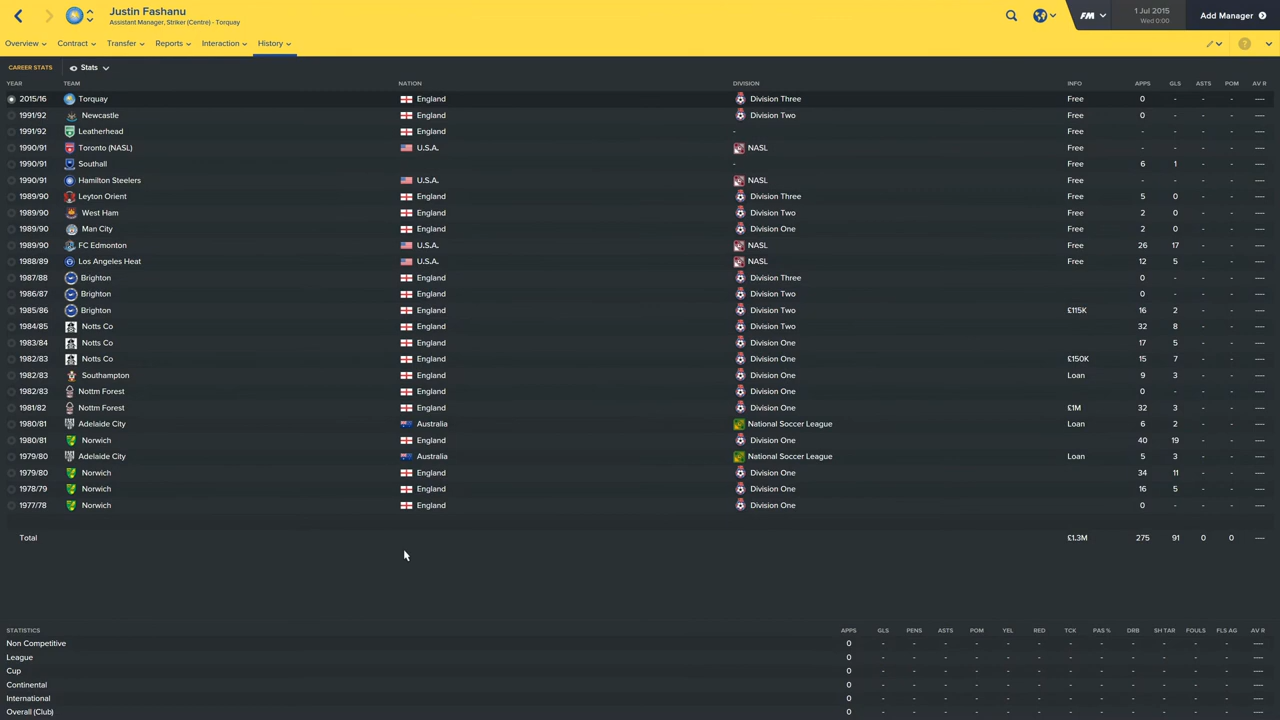 Justin Fashanu
Assistant Manager, Striker (Centre) - Torquay
FM
1 Jul 2015
Wed 0:00
Add Manager
Overview Contract Transfer Reports Interaction History
CAREER STATS Stats
YEAR TEAM NATION DIVISION INFO APPS GLS ASTS POM AV R
2015/16 Torquay England Division Three Free 0 - - - ----
1991/92 Newcastle England Division Two Free 0 - - - ----
1991/92 Leatherhead England - Free - - - - ----
1990/91 Toronto (NASL) U.S.A. NASL Free - - - - ----
1990/91 Southall - Free 6 1 - - ----
1990/91 Hamilton Steelers U.S.A. NASL Free - - - - ----
1989/90 Leyton Orient England Division Three Free 5 0 - - ----
1989/90 West Ham England Division Two Free 2 0 - - ----
1989/90 Man City England Division One Free 2 0 - - ----
1989/90 FC Edmonton U.S.A. NASL Free 26 17 - - ----
1988/89 Los Angeles Heat U.S.A. NASL Free 12 5 - - ----
1987/88 Brighton England Division Three 0 - - - ----
1986/87 Brighton England Division Two 0 - - - ----
1985/86 Brighton England Division Two £115K 16 2 - - ----
1984/85 Notts Co England Division Two 32 8 - - ----
1983/84 Notts Co England Division One 17 5 - - ----
1982/83 Notts Co England Division One £150K 15 7 - - ----
1982/83 Southampton England Division One Loan 9 3 - - ----
1982/83 Nottm Forest England Division One 0 - - - ----
1981/82 Nottm Forest England Division One £1M 32 3 - - ----
1980/81 Adelaide City Australia National Soccer League Loan 6 2 - - ----
1980/81 Norwich England Division One 40 19 - - ----
1979/80 Adelaide City Australia National Soccer League Loan 5 3 - - ----
1979/80 Norwich England Division One 34 11 - - ----
1978/79 Norwich England Division One 16 5 - - ----
1977/78 Norwich England Division One 0 - - - ----
Total £1.3M 275 91 0 0 ----
STATISTICS APPS GLS PENS ASTS POM YEL RED TCK PAS % DRB SH TAR FOULS FLS AG AV R
Non Competitive 0 - - - - - - - - - - - - ----
League 0 - - - - - - - - - - - - ----
Cup 0 - - - - - - - - - - - - ----
Continental 0 - - - - - - - - - - - - ----
International 0 - - - - - - - - - - - - ----
Overall (Club) 0 - - - - - - - - - - - - ----